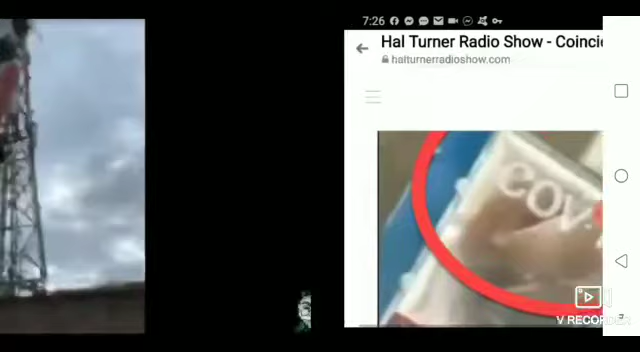 7:26
Hal Turner Radio Show - Coincid
halturnerradioshow.com
COV
V RECORDER